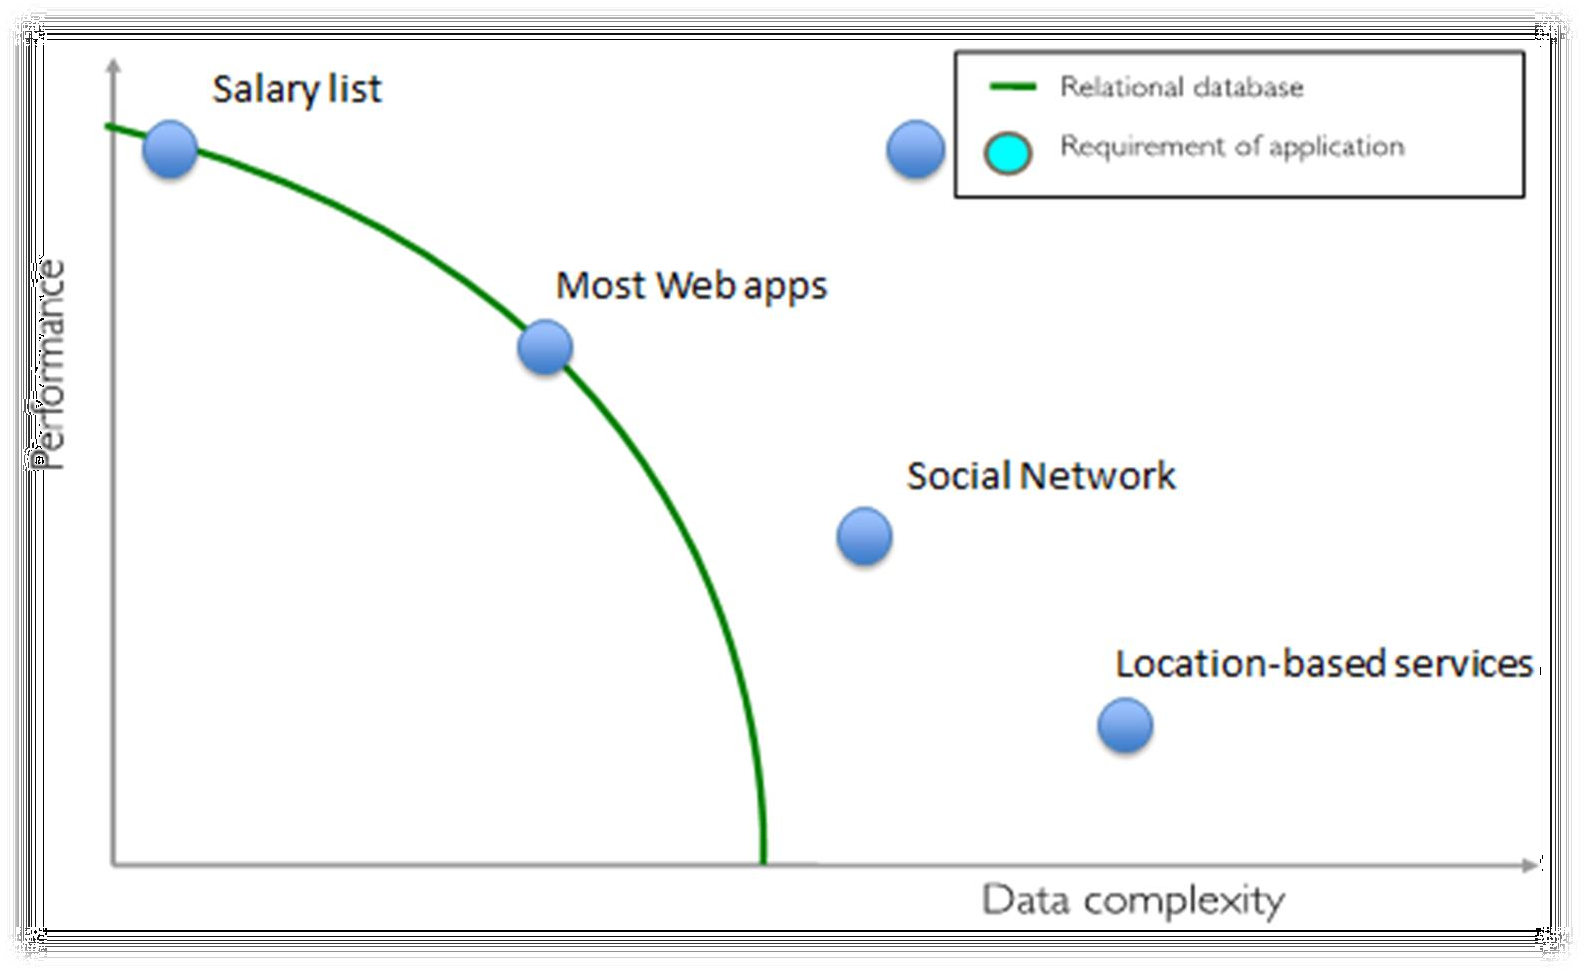 Salary list
Relational database
Requirement of application
Most Web apps
Performance
Social Network
Location-based services
Data complexity